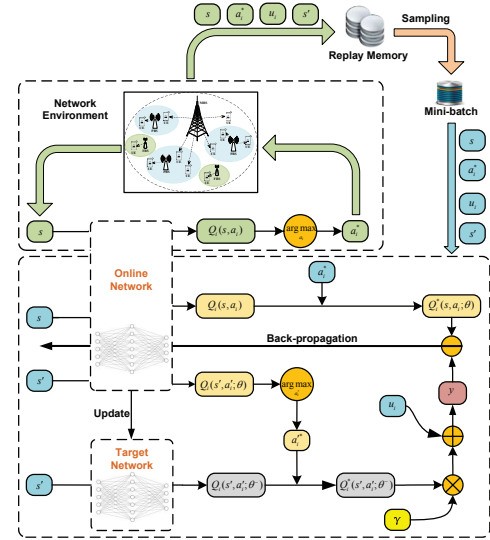 s
a_i^*
u_i
s'
Replay Memory
Sampling
Mini-batch
Network
Environment
s
a_i^*
u_i
s'
s
Q_i(s,a_i)
arg max
a_i
a_i^*
Online
Network
a_i^*
Q_i(s,a_i)
Q_i^*(s,a_i;θ)
s
Back-propagation
s'
Q_i(s',a_i';θ)
arg max
a_i'
y
u_i
Update
a_i'^*
Target
Network
s'
Q_i(s',a_i';θ⁻)
Q_i^*(s',a_i;θ⁻)
γ